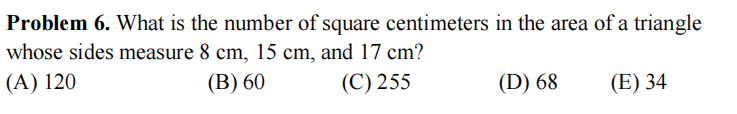 Problem 6. What is the number of square centimeters in the area of a triangle
whose sides measure 8 cm, 15 cm, and 17 cm?
(A) 120 (B) 60 (C) 255 (D) 68 (E) 34